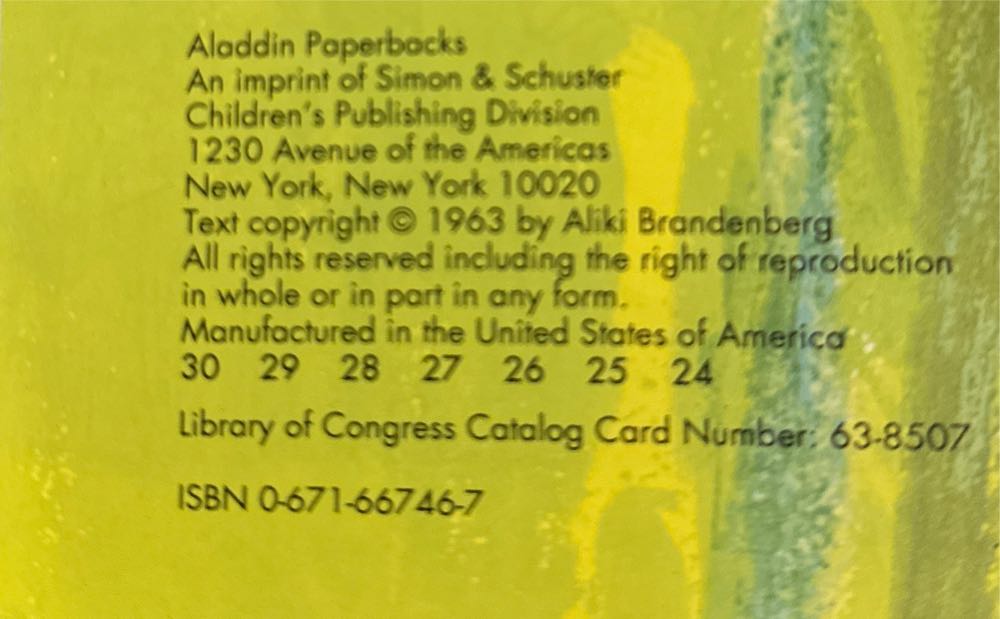 Aladdin Paperbacks
An imprint of Simon & Schuster
Children's Publishing Division
1230 Avenue of the Americas
New York, New York 10020
Text copyright © 1963 by Aliki Brandenberg
All rights reserved including the right of reproduction
in whole or in part in any form.
Manufactured in the United States of America
30 29 28 27 26 25 24
Library of Congress Catalog Card Number: 63-8507
ISBN 0-671-66746-7